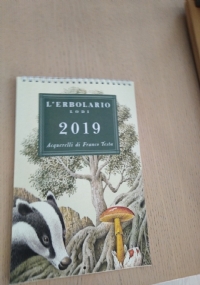 L'ERBOLARIO
LODI
2019
Acquerelli di Franco Testa